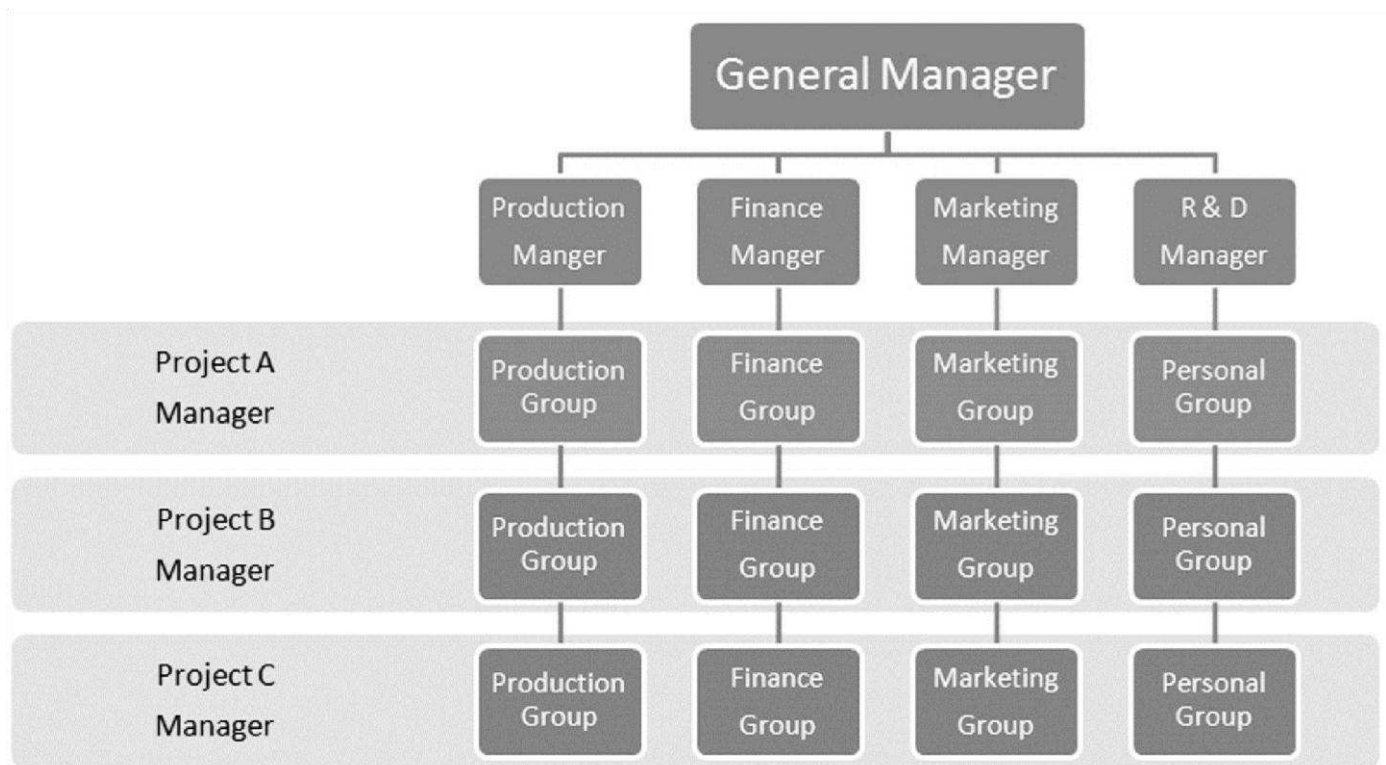 General Manager
Production
Manger
Finance
Manger
Marketing
Manager
R & D
Manager
Project A
Manager
Production
Group
Finance
Group
Marketing
Group
Personal
Group
Project B
Manager
Production
Group
Finance
Group
Marketing
Group
Personal
Group
Project C
Manager
Production
Group
Finance
Group
Marketing
Group
Personal
Group